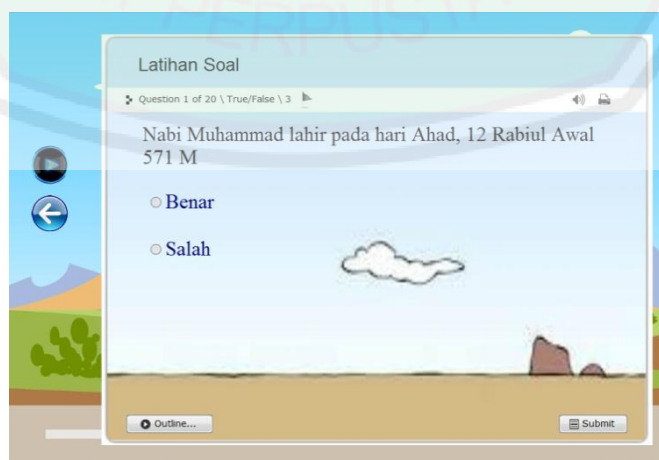 PERPUSTA
Latihan Soal
Question 1 of 20 \ True/False \ 3
Nabi Muhammad lahir pada hari Ahad, 12 Rabiul Awal
571 M
Benar
Salah
Outline...
Submit